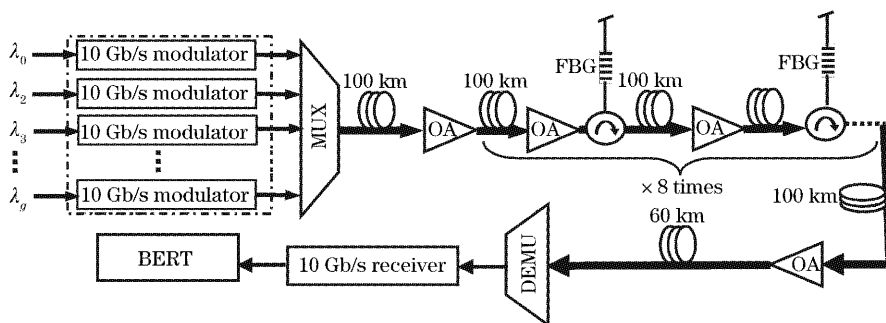 λ0
10 Gb/s modulator
λ2
10 Gb/s modulator
λ3
10 Gb/s modulator
λg
10 Gb/s modulator
MUX
100 km
OA
100 km
OA
FBG
100 km
OA
FBG
× 8 times
100 km
OA
60 km
DEMU
10 Gb/s receiver
BERT